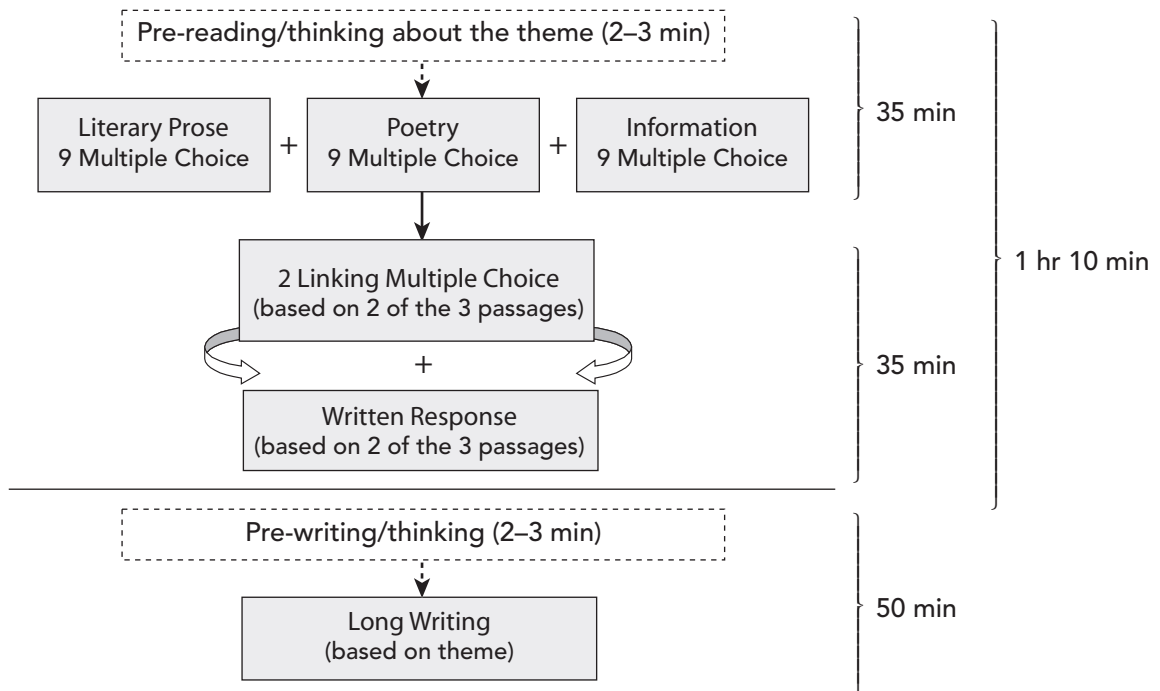 Pre-reading/thinking about the theme (2–3 min)
35 min
Literary Prose
9 Multiple Choice
+
Poetry
9 Multiple Choice
+
Information
9 Multiple Choice
1 hr 10 min
2 Linking Multiple Choice
(based on 2 of the 3 passages)
+
35 min
Written Response
(based on 2 of the 3 passages)
Pre-writing/thinking (2–3 min)
50 min
Long Writing
(based on theme)